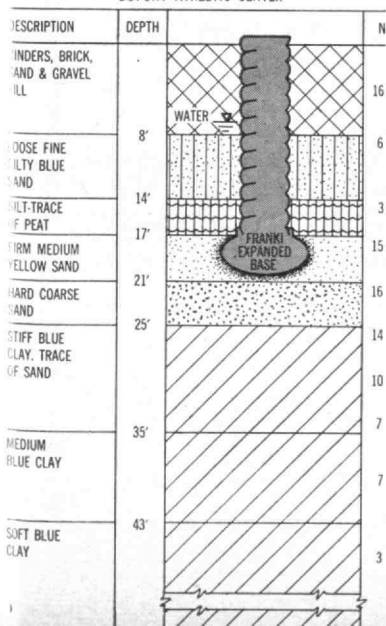 DESCRIPTION DEPTH N
INDERS, BRICK,
AND & GRAVEL
ILL
16
WATER
8'
6
OOSE FINE
ILTY BLUE
AND
14'
ILT-TRACE
F PEAT
3
17'
IRM MEDIUM
YELLOW SAND
FRANKI
EXPANDED
BASE
15
21'
HARD COARSE
SAND
16
25'
STIFF BLUE
CLAY, TRACE
OF SAND
14
10
7
35'
MEDIUM
BLUE CLAY
7
43'
SOFT BLUE
CLAY
3